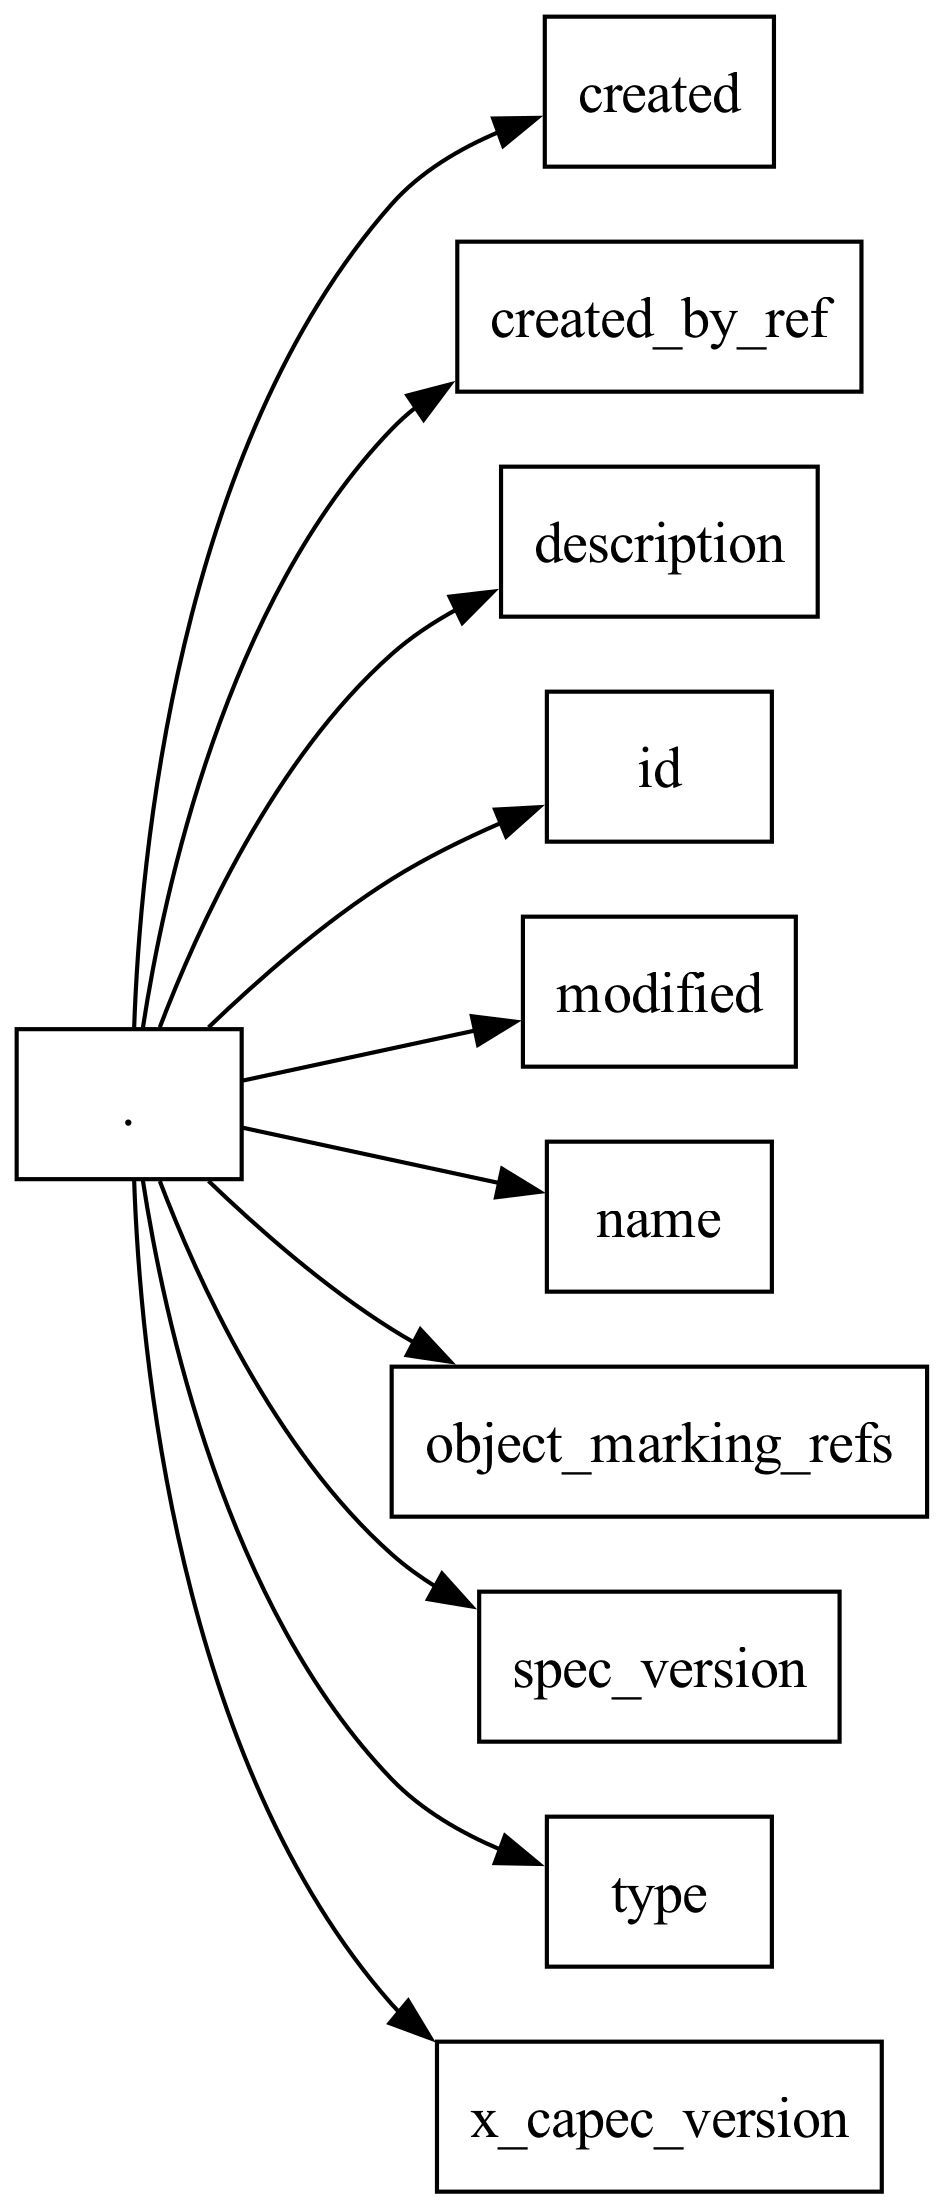 created
created_by_ref
description
id
modified
.
name
object_marking_refs
spec_version
type
x_capec_version